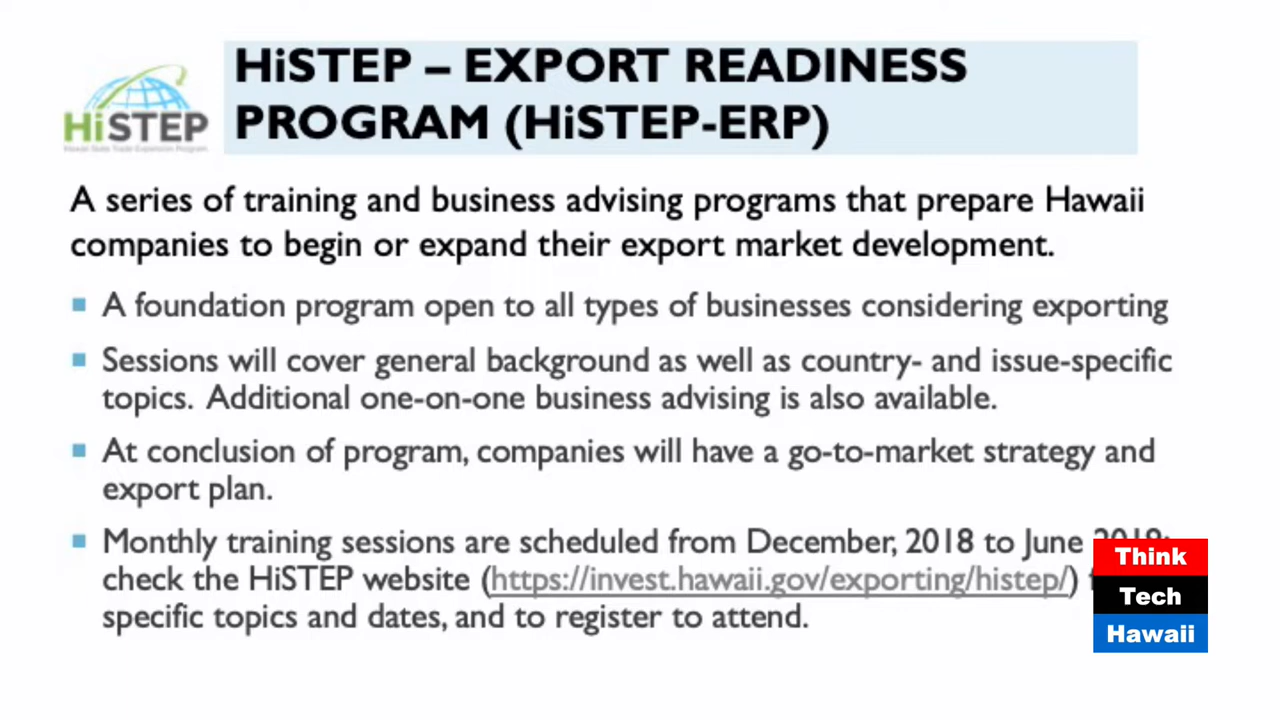 HiSTEP – EXPORT READINESS
PROGRAM (HiSTEP-ERP)
HiSTEP
Hawaii State Trade Expansion Program
A series of training and business advising programs that prepare Hawaii
companies to begin or expand their export market development.
A foundation program open to all types of businesses considering exporting
Sessions will cover general background as well as country- and issue-specific
topics. Additional one-on-one business advising is also available.
At conclusion of program, companies will have a go-to-market strategy and
export plan.
Monthly training sessions are scheduled from December, 2018 to June
check the HiSTEP website (https://invest.hawaii.gov/exporting/histep/)
specific topics and dates, and to register to attend.
Think
Tech
Hawaii